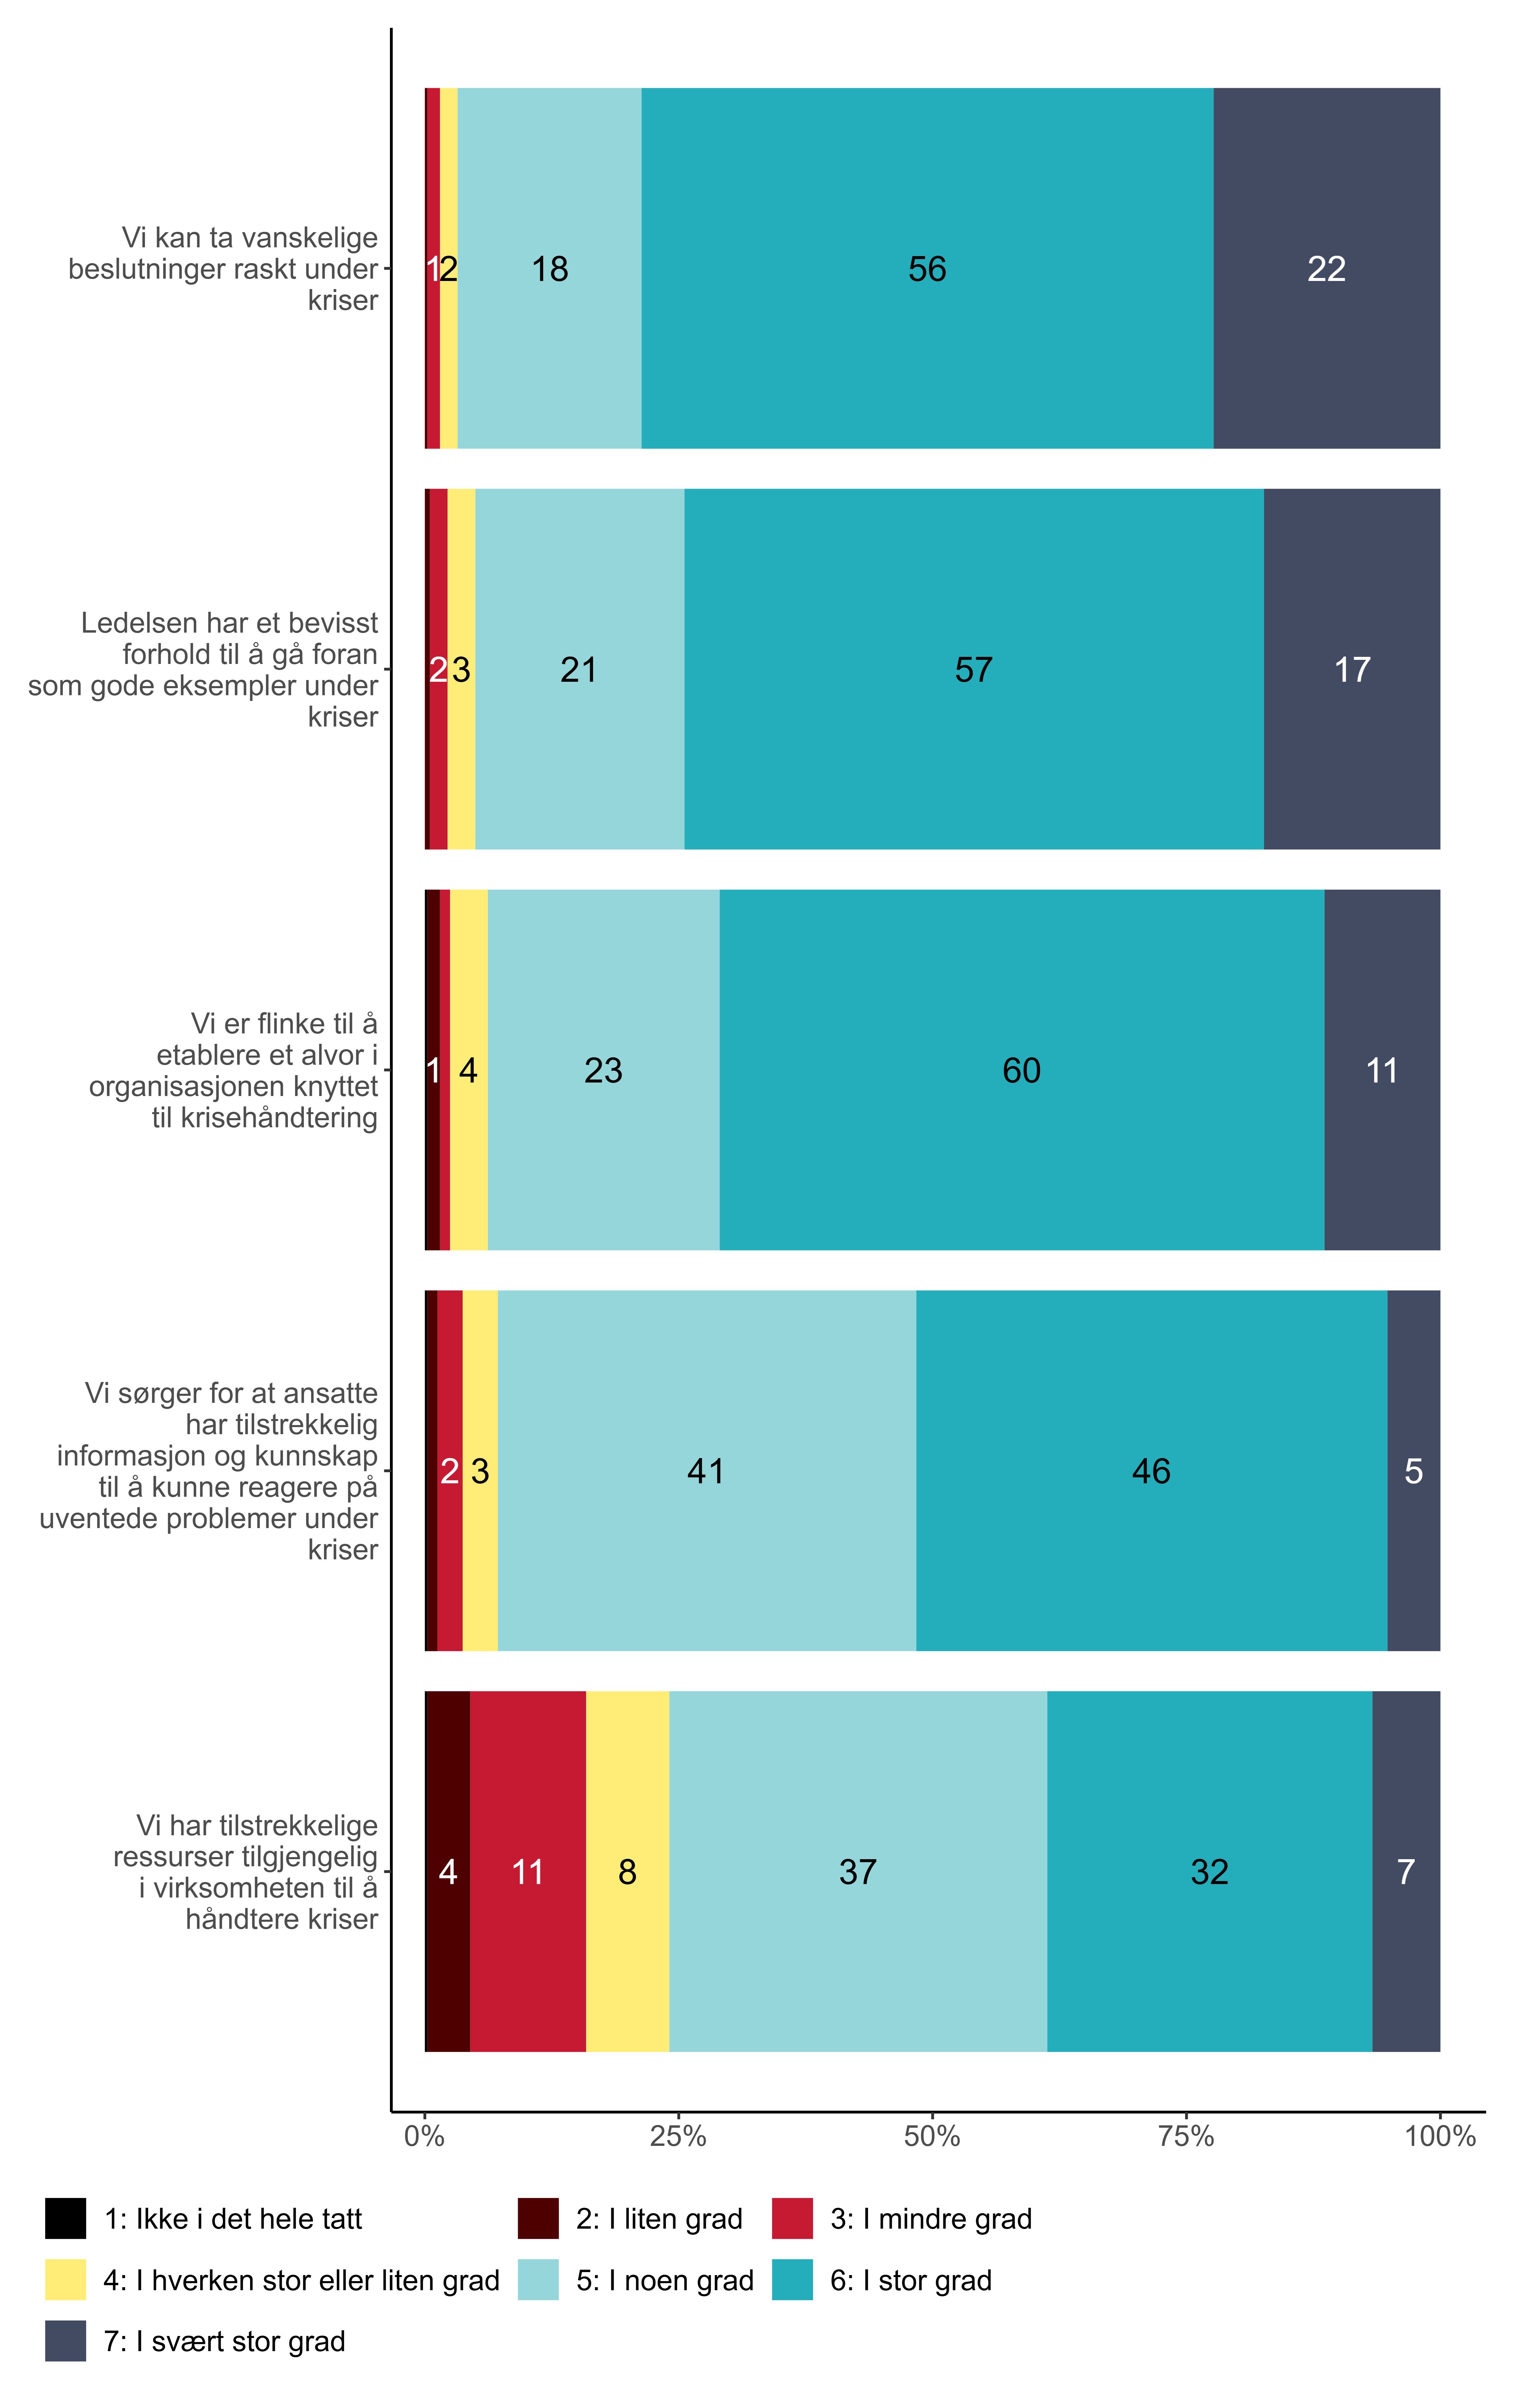 Vi kan ta vanskelige
beslutninger raskt under
kriser
1 2 18 56 22
Ledelsen har et bevisst
forhold til å gå foran
som gode eksempler under
kriser
2 3 21 57 17
Vi er flinke til å
etablere et alvor i
organisasjonen knyttet
til krisehåndtering
1 4 23 60 11
Vi sørger for at ansatte
har tilstrekkelig
informasjon og kunnskap
til å kunne reagere på
uventede problemer under
kriser
2 3 41 46 5
Vi har tilstrekkelige
ressurser tilgjengelig
i virksomheten til å
håndtere kriser
4 11 8 37 32 7
0% 25% 50% 75% 100%
1: Ikke i det hele tatt 2: I liten grad 3: I mindre grad
4: I hverken stor eller liten grad 5: I noen grad 6: I stor grad
7: I svært stor grad